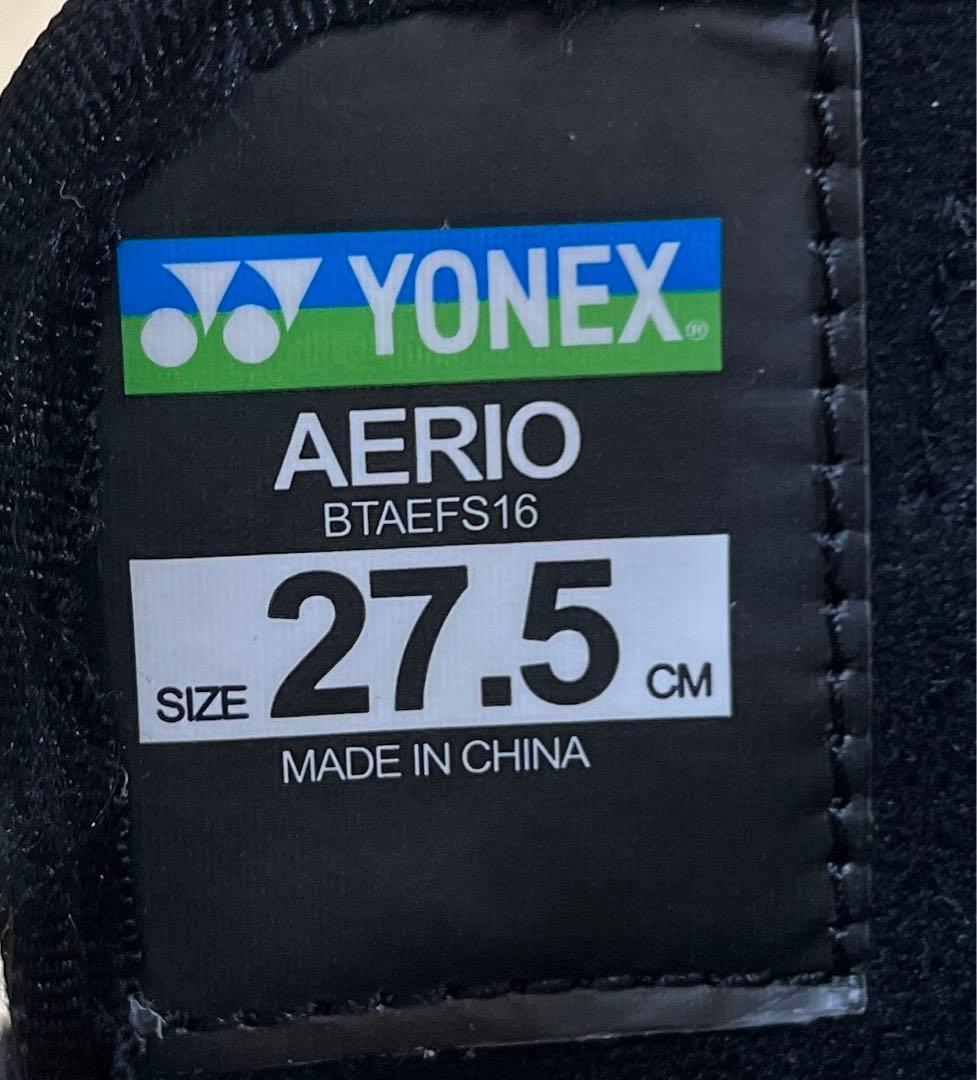 YONEX®
AERIO
BTAEFS16
SIZE 27.5 CM
MADE IN CHINA